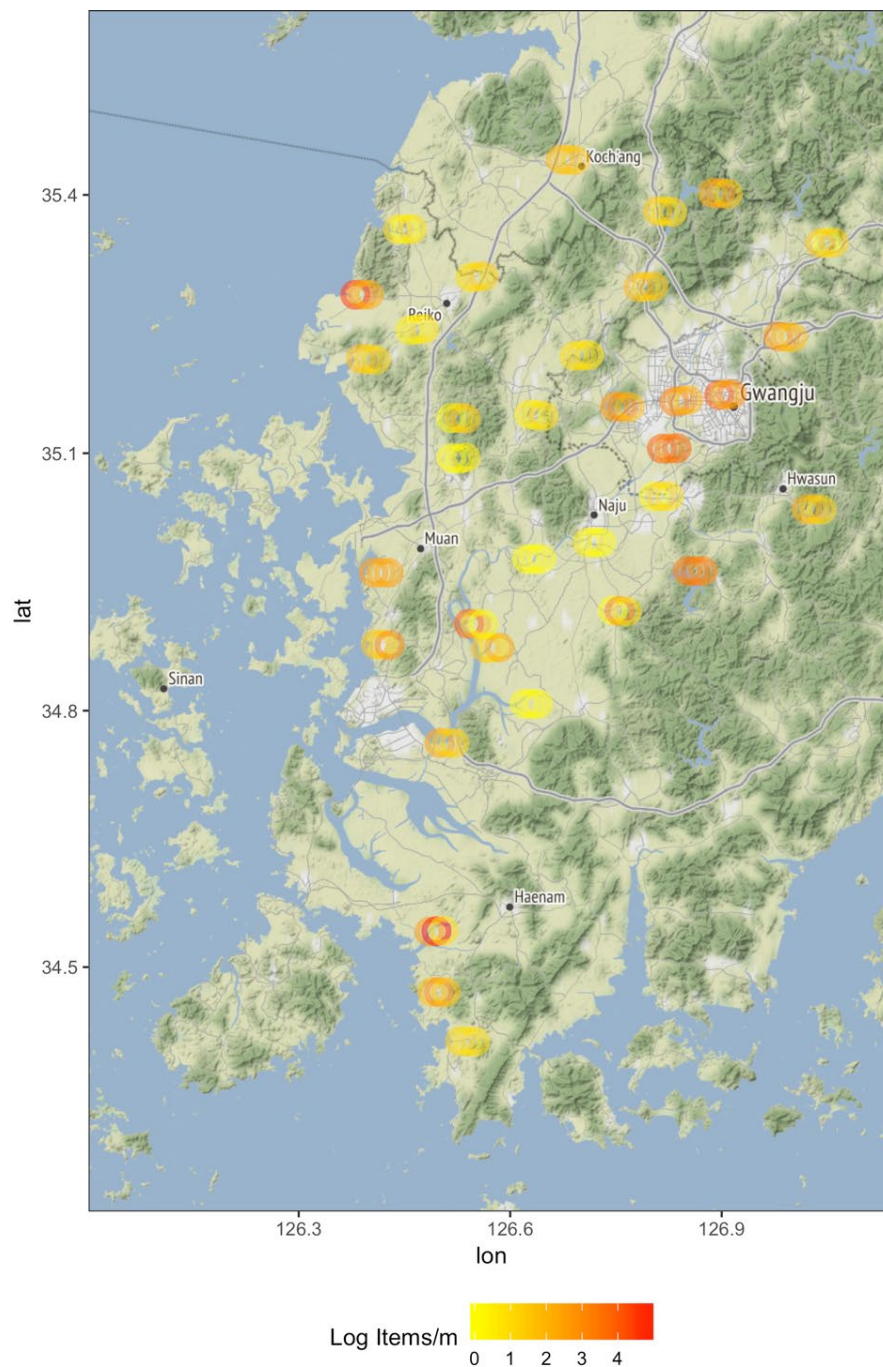 Koch'ang
35.4
Beiko
Gwangju
35.1
Hwasun
Naju
Muan
lat
Sinan
34.8
Haenam
34.5
126.3 126.6 126.9
lon
Log Items/m
0 1 2 3 4